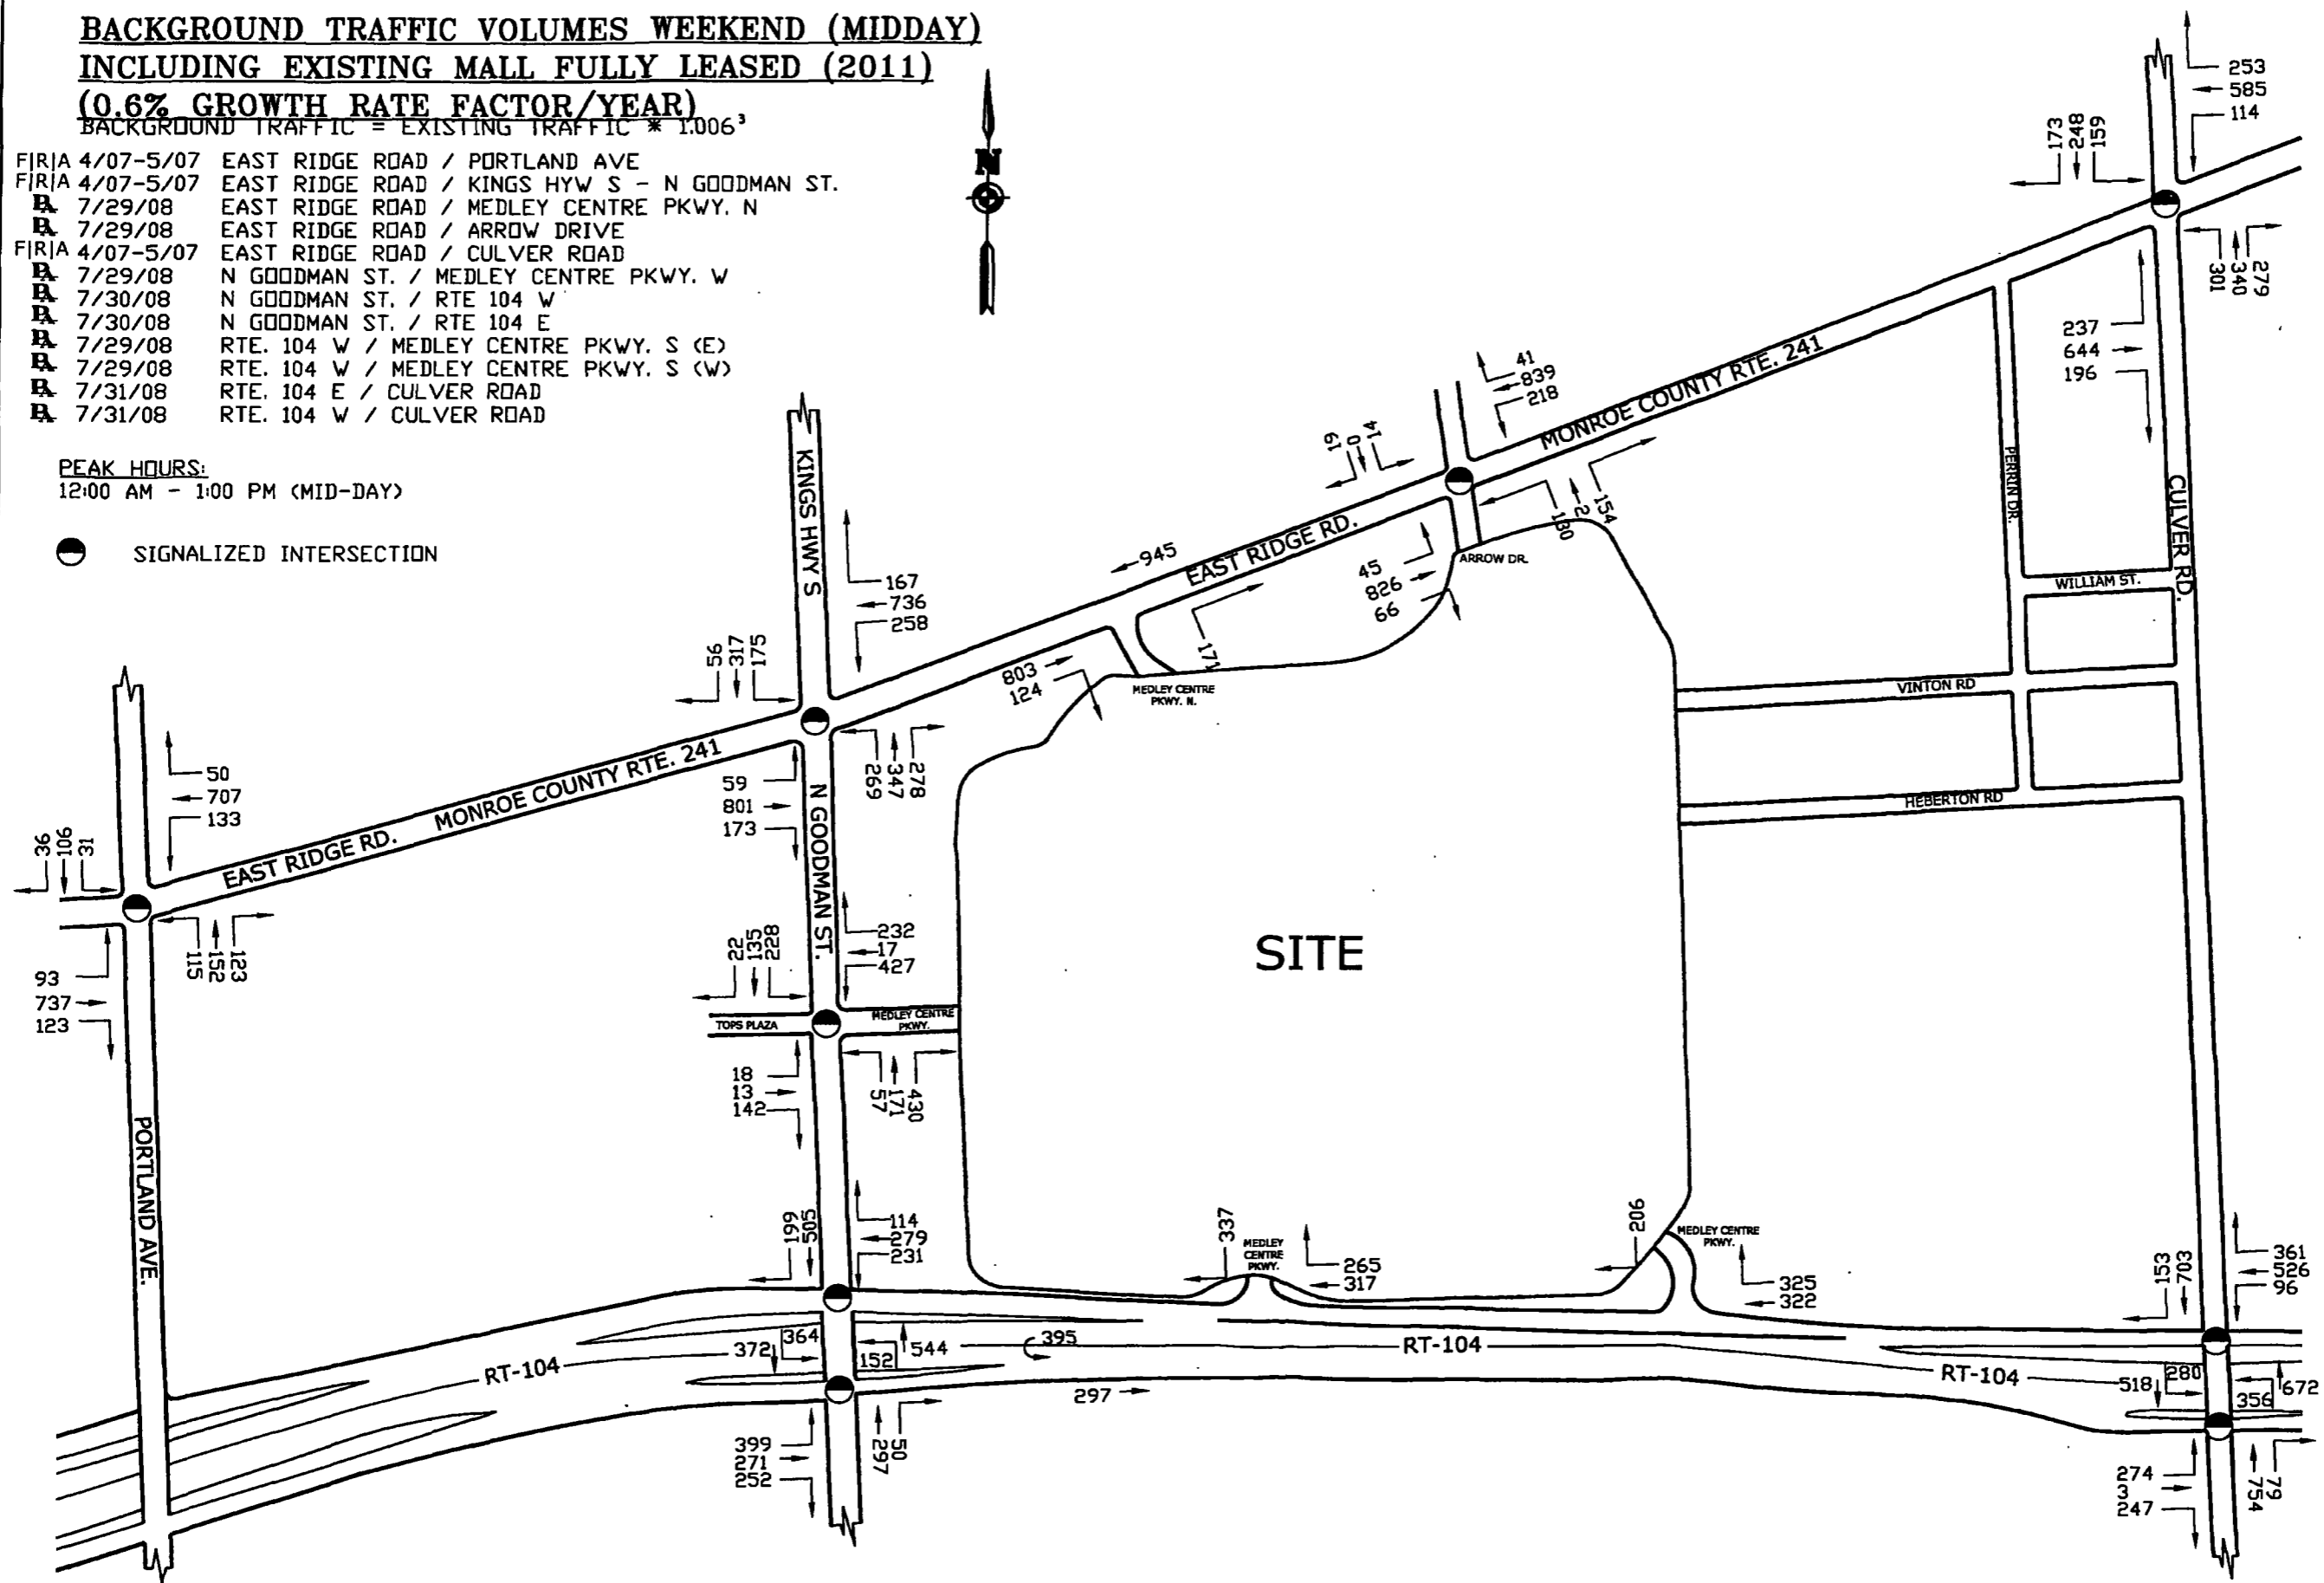 BACKGROUND TRAFFIC VOLUMES WEEKEND (MIDDAY)
INCLUDING EXISTING MALL FULLY LEASED (2011)
(0.6% GROWTH RATE FACTOR/YEAR)
BACKGROUND TRAFFIC = EXISTING TRAFFIC * 1.006³
F|R|A 4/07-5/07 EAST RIDGE ROAD / PORTLAND AVE
F|R|A 4/07-5/07 EAST RIDGE ROAD / KINGS HYW S - N GOODMAN ST.
7/29/08 EAST RIDGE ROAD / MEDLEY CENTRE PKWY. N
7/29/08 EAST RIDGE ROAD / ARROW DRIVE
F|R|A 4/07-5/07 EAST RIDGE ROAD / CULVER ROAD
7/29/08 N GOODMAN ST. / MEDLEY CENTRE PKWY. W
7/30/08 N GOODMAN ST. / RTE 104 W
7/30/08 N GOODMAN ST. / RTE 104 E
7/29/08 RTE. 104 W / MEDLEY CENTRE PKWY. S (E)
7/29/08 RTE. 104 W / MEDLEY CENTRE PKWY. S (W)
7/31/08 RTE. 104 E / CULVER ROAD
7/31/08 RTE. 104 W / CULVER ROAD
PEAK HOURS:
12:00 AM - 1:00 PM (MID-DAY)
SIGNALIZED INTERSECTION
N
253
585
114
173
248
159
301
340
279
237
644
196
41
839
218
19
0
14
MONROE COUNTY RTE. 241
130
2
154
45
826
66
ARROW DR.
EAST RIDGE RD.
945
171
803
124
MEDLEY CENTRE
PKWY. N.
KINGS HWY S
167
736
258
56
317
175
269
347
278
59
801
173
N GOODMAN ST.
MONROE COUNTY RTE. 241
EAST RIDGE RD.
50
707
133
36
106
31
115
152
123
93
737
123
PORTLAND AVE.
PERRIN DR.
CULVER RD.
WILLIAM ST.
VINTON RD
HEBERTON RD
SITE
232
17
427
22
135
228
TOPS PLAZA
MEDLEY CENTRE
PKWY.
18
13
142
57
171
430
199
505
114
279
231
337
MEDLEY
CENTRE
PKWY.
265
317
206
MEDLEY CENTRE
PKWY.
325
322
153
703
361
526
96
372
364
152
544
395
RT-104
RT-104
RT-104
297
518
280
356
672
399
271
252
297
50
274
3
247
754
79